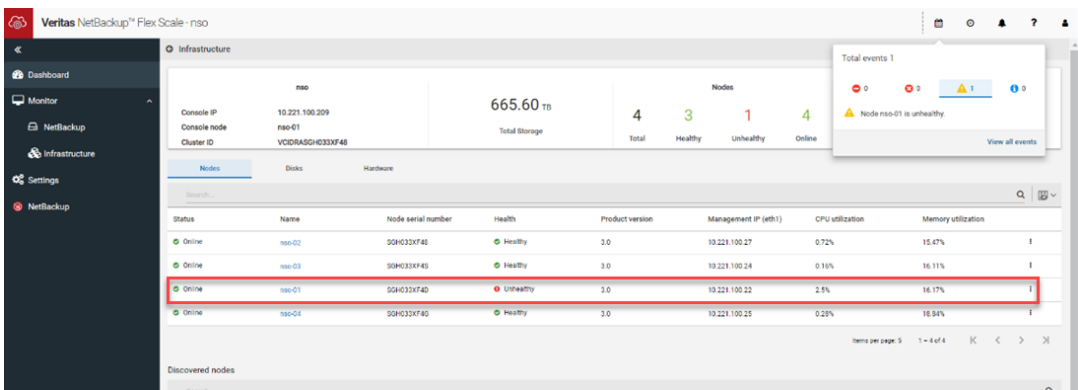 Veritas NetBackup™ Flex Scale - nso
Infrastructure
Dashboard
Monitor
NetBackup
Infrastructure
Settings
NetBackup
nso
Console IP 10.221.100.209
Console node nso-01
Cluster ID VCIDRASGH033XF48
665.60 TB
Total Storage
Nodes
4 3 1 4
Total Healthy Unhealthy Online
Total events 1
0 0 1 0
Node nso-01 is unhealthy.
View all events
Nodes Disks Hardware
Search...
Status Name Node serial number Health Product version Management IP (eth1) CPU utilization Memory utilization
Online nso-02 SGH033XF48 Healthy 3.0 10.221.100.27 0.72% 15.47%
Online nso-03 SGH033XF4S Healthy 3.0 10.221.100.24 0.16% 16.11%
Online nso-01 SGH033XF4D Unhealthy 3.0 10.221.100.22 2.5% 16.17%
Online nso-04 SGH033XF4G Healthy 3.0 10.221.100.25 0.28% 18.84%
Items per page: 5 1 – 4 of 4
Discovered nodes